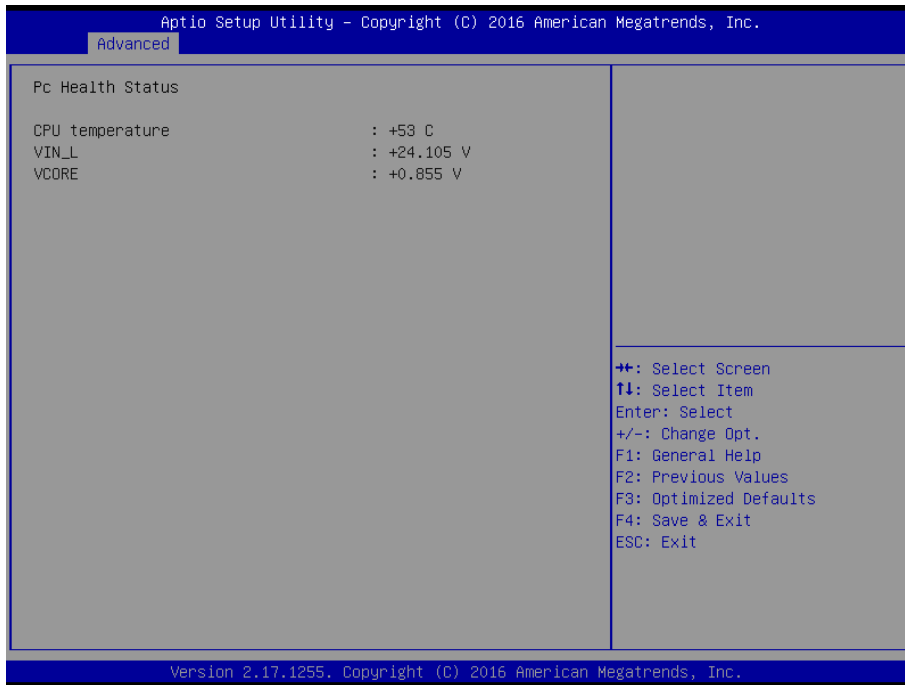 Aptio Setup Utility – Copyright (C) 2016 American Megatrends, Inc.
Advanced
Pc Health Status
CPU temperature : +53 C
VIN_L : +24.105 V
VCORE : +0.855 V
→←: Select Screen
↑↓: Select Item
Enter: Select
+/-: Change Opt.
F1: General Help
F2: Previous Values
F3: Optimized Defaults
F4: Save & Exit
ESC: Exit
Version 2.17.1255. Copyright (C) 2016 American Megatrends, Inc.